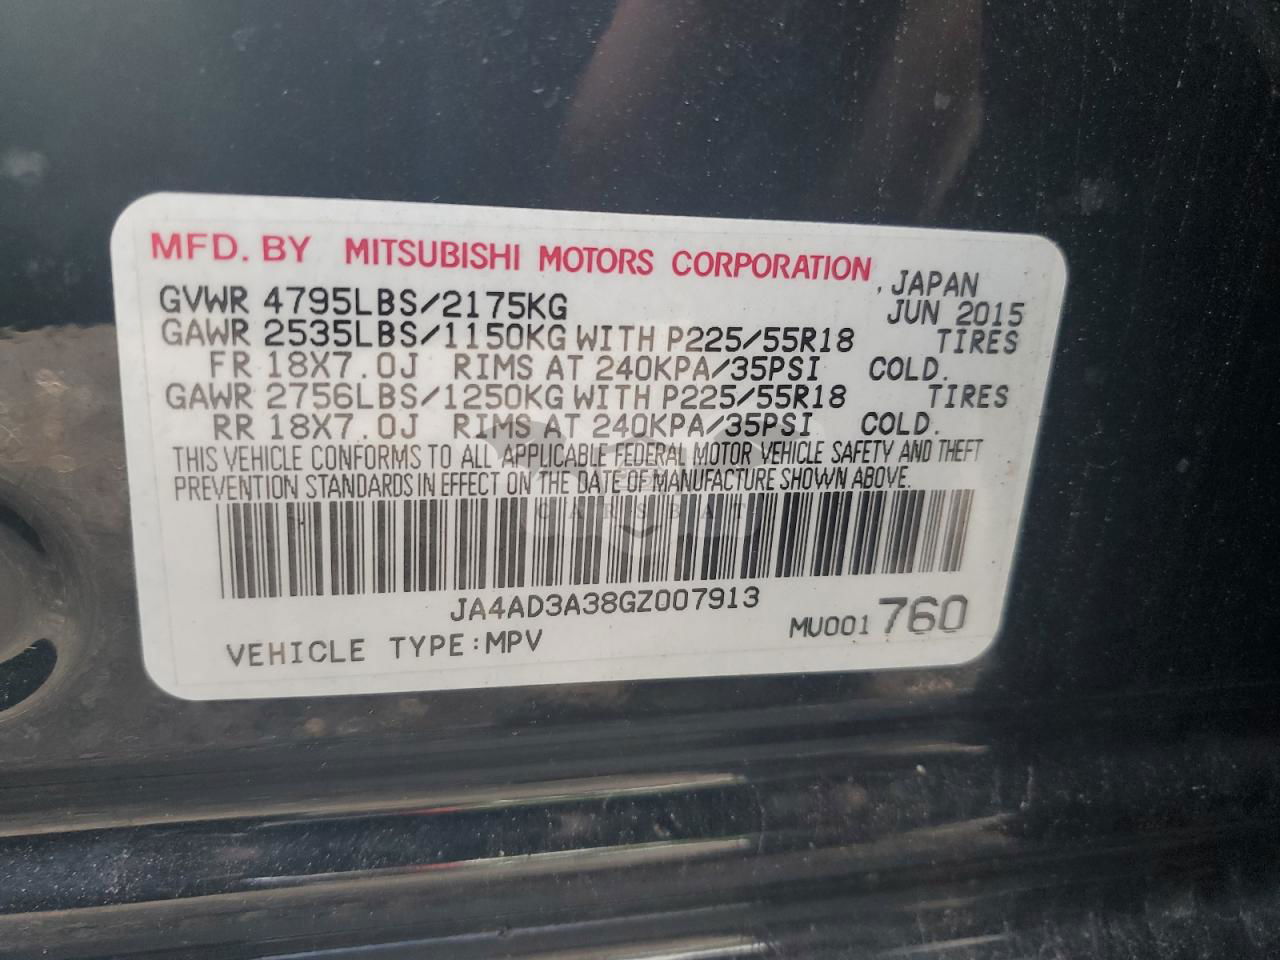 MFD. BY MITSUBISHI MOTORS CORPORATION, JAPAN
GVWR 4795LBS/2175KG JUN 2015
GAWR 2535LBS/1150KG WITH P225/55R18 TIRES
FR 18X7.0J RIMS AT 240KPA/35PSI COLD.
GAWR 2756LBS/1250KG WITH P225/55R18 TIRES
RR 18X7.0J RIMS AT 240KPA/35PSI COLD.
THIS VEHICLE CONFORMS TO ALL APPLICABLE FEDERAL MOTOR VEHICLE SAFETY AND THEFT
PREVENTION STANDARDS IN EFFECT ON THE DATE OF MANUFACTURE SHOWN ABOVE.
CARSBAT
JA4AD3A38GZ007913
VEHICLE TYPE:MPV MU001760